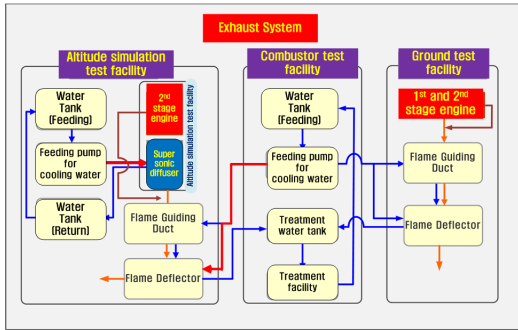 Exhaust System
Altitude simulation
test facility
Water
Tank
(Feeding)
Feeding pump
for
cooling water
Water
Tank
(Return)
2nd
stage
engine
Super
sonic
diffuser
Altitude simulation test facility
Flame Guiding
Duct
Flame Deflector
Combustor test
facility
Water
Tank
(Feeding)
Feeding pump
for
cooling water
Treatment
water tank
Treatment
facility
Ground test
facility
1st and 2nd
stage engine
Flame Guiding
Duct
Flame Deflector